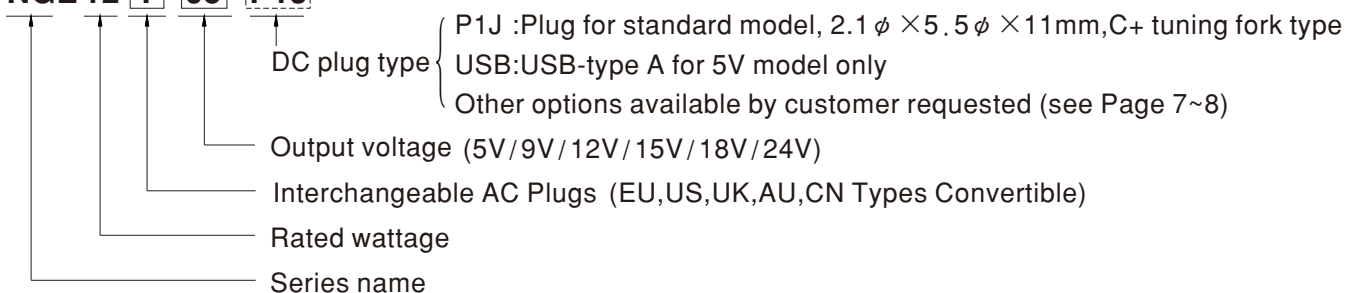 P1J :Plug for standard model, 2.1φ×5.5φ×11mm,C+ tuning fork type
DC plug type
USB:USB-type A for 5V model only
Other options available by customer requested (see Page 7~8)
Output voltage (5V/9V/12V/15V/18V/24V)
Interchangeable AC Plugs (EU,US,UK,AU,CN Types Convertible)
Rated wattage
Series name